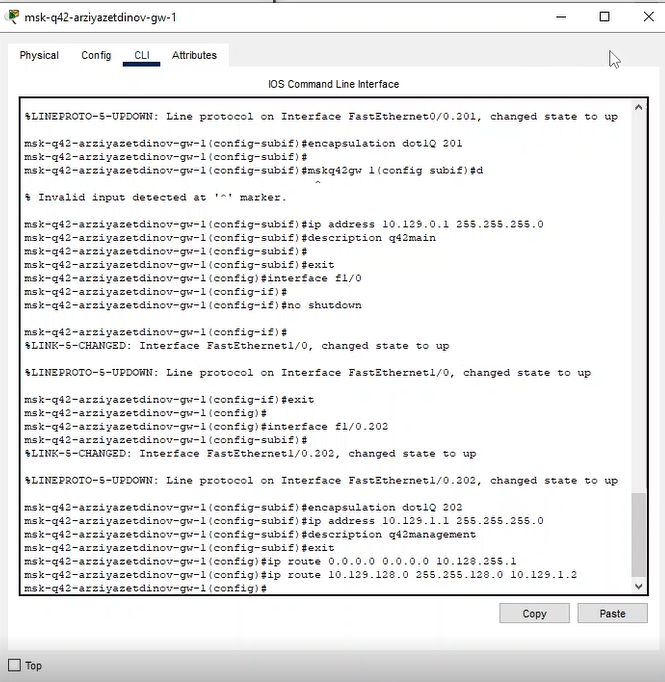 msk-q42-arziyazetdinov-gw-1
Physical Config CLI Attributes
IOS Command Line Interface
%LINEPROTO-5-UPDOWN: Line protocol on Interface FastEthernet0/0.201, changed state to up
msk-q42-arziyazetdinov-gw-1(config-subif)#encapsulation dot1Q 201
msk-q42-arziyazetdinov-gw-1(config-subif)#
msk-q42-arziyazetdinov-gw-1(config-subif)#mskq42gw 1(config subif)#d
^
% Invalid input detected at '^' marker.
msk-q42-arziyazetdinov-gw-1(config-subif)#ip address 10.129.0.1 255.255.255.0
msk-q42-arziyazetdinov-gw-1(config-subif)#description q42main
msk-q42-arziyazetdinov-gw-1(config-subif)#
msk-q42-arziyazetdinov-gw-1(config-subif)#exit
msk-q42-arziyazetdinov-gw-1(config)#interface f1/0
msk-q42-arziyazetdinov-gw-1(config-if)#
msk-q42-arziyazetdinov-gw-1(config-if)#no shutdown
msk-q42-arziyazetdinov-gw-1(config-if)#
%LINK-5-CHANGED: Interface FastEthernet1/0, changed state to up
%LINEPROTO-5-UPDOWN: Line protocol on Interface FastEthernet1/0, changed state to up
msk-q42-arziyazetdinov-gw-1(config-if)#exit
msk-q42-arziyazetdinov-gw-1(config)#
msk-q42-arziyazetdinov-gw-1(config)#interface f1/0.202
msk-q42-arziyazetdinov-gw-1(config-subif)#
%LINK-5-CHANGED: Interface FastEthernet1/0.202, changed state to up
%LINEPROTO-5-UPDOWN: Line protocol on Interface FastEthernet1/0.202, changed state to up
msk-q42-arziyazetdinov-gw-1(config-subif)#encapsulation dot1Q 202
msk-q42-arziyazetdinov-gw-1(config-subif)#ip address 10.129.1.1 255.255.255.0
msk-q42-arziyazetdinov-gw-1(config-subif)#description q42management
msk-q42-arziyazetdinov-gw-1(config-subif)#exit
msk-q42-arziyazetdinov-gw-1(config)#ip route 0.0.0.0 0.0.0.0 10.128.255.1
msk-q42-arziyazetdinov-gw-1(config)#ip route 10.129.128.0 255.255.128.0 10.129.1.2
msk-q42-arziyazetdinov-gw-1(config)#
Copy Paste
Top